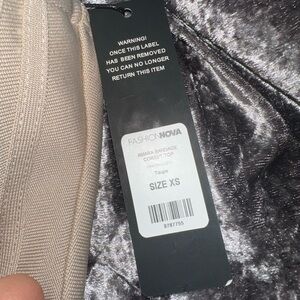 WARNING!
ONCE THIS LABEL
HAS BEEN REMOVED
YOU CAN NO LONGER
RETURN THIS ITEM
FASHIONNOVA
BANDAGE
CORSET TOP
Taupe
SIZE XS
9787755